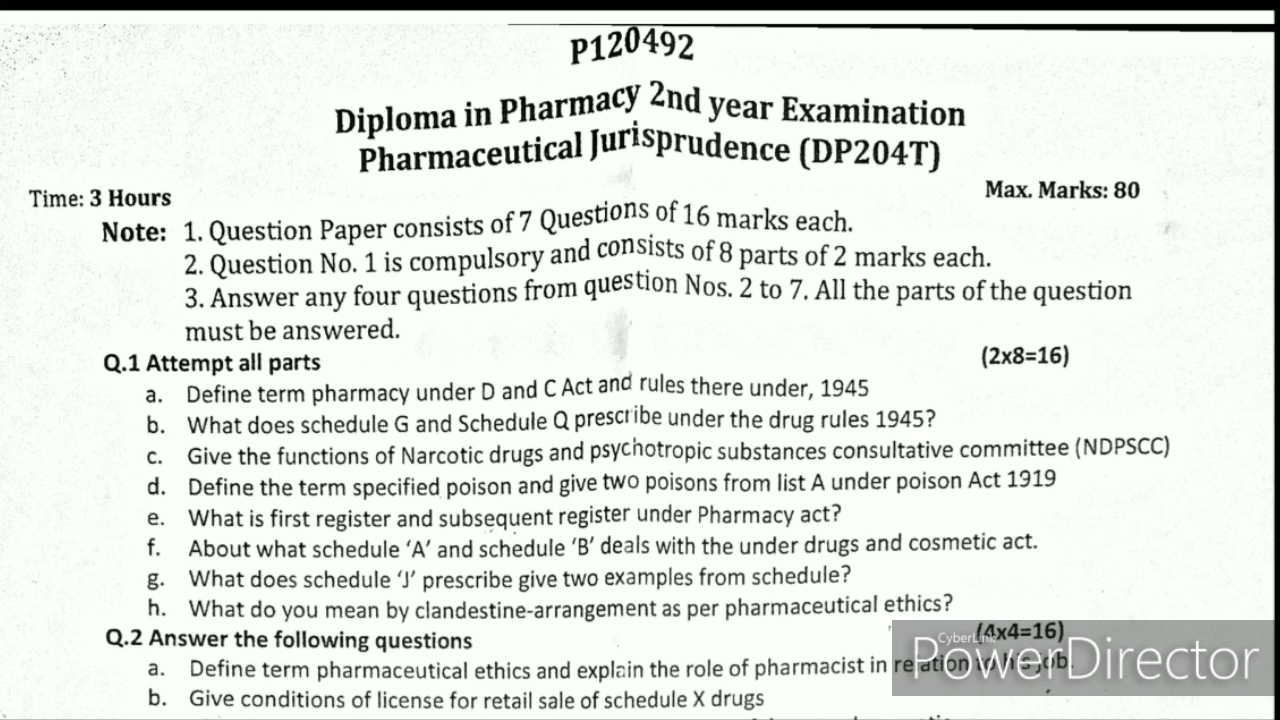 P120492
Diploma in Pharmacy 2nd year Examination
Pharmaceutical Jurisprudence (DP204T)
Time: 3 Hours Max. Marks: 80
Note: 1. Question Paper consists of 7 Questions of 16 marks each.
2. Question No. 1 is compulsory and consists of 8 parts of 2 marks each.
3. Answer any four questions from question Nos. 2 to 7. All the parts of the question
must be answered.
Q.1 Attempt all parts (2x8=16)
a. Define term pharmacy under D and C Act and rules there under, 1945
b. What does schedule G and Schedule Q prescribe under the drug rules 1945?
c. Give the functions of Narcotic drugs and psychotropic substances consultative committee (NDPSCC)
d. Define the term specified poison and give two poisons from list A under poison Act 1919
e. What is first register and subsequent register under Pharmacy act?
f. About what schedule ‘A’ and schedule ‘B’ deals with the under drugs and cosmetic act.
g. What does schedule ‘J’ prescribe give two examples from schedule?
h. What do you mean by clandestine-arrangement as per pharmaceutical ethics?
Q.2 Answer the following questions (4x4=16)
a. Define term pharmaceutical ethics and explain the role of pharmacist in relation to his job.
b. Give conditions of license for retail sale of schedule X drugs
CyberLink
PowerDirector